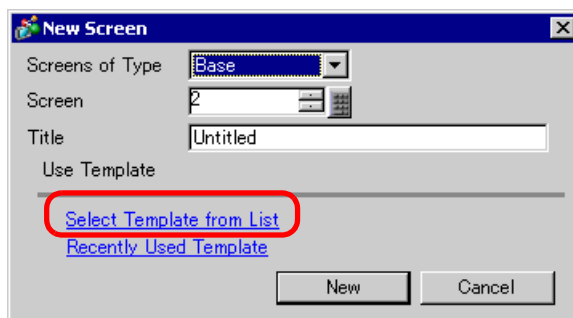 New Screen
Screens of Type Base
Screen 2
Title Untitled
Use Template
Select Template from List
Recently Used Template
New Cancel